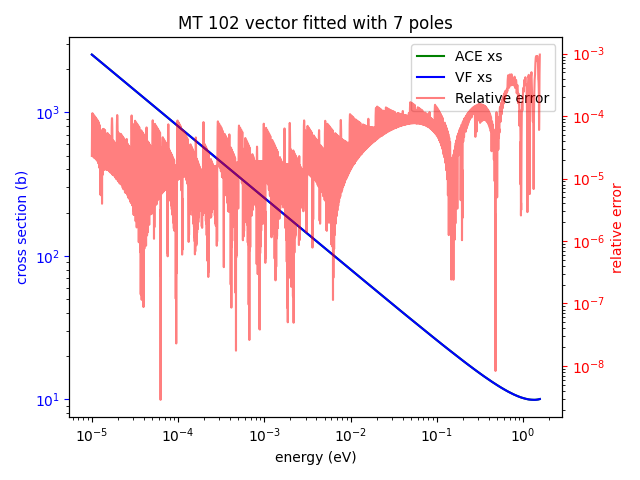 MT 102 vector fitted with 7 poles
ACE xs
VF xs
Relative error
cross section (b)
10³
10²
10¹
10⁻³
10⁻⁴
10⁻⁵
10⁻⁶
10⁻⁷
10⁻⁸
relative error
10⁻⁵ 10⁻⁴ 10⁻³ 10⁻² 10⁻¹ 10⁰
energy (eV)